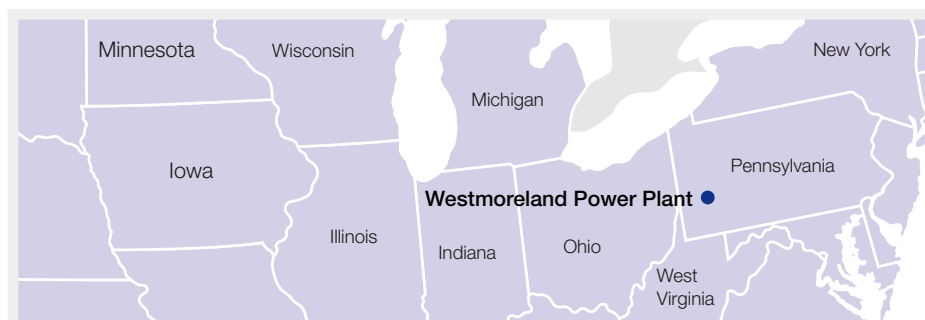 Minnesota
Wisconsin
New York
Michigan
Iowa
Pennsylvania
Westmoreland Power Plant
Illinois
Indiana
Ohio
West
Virginia